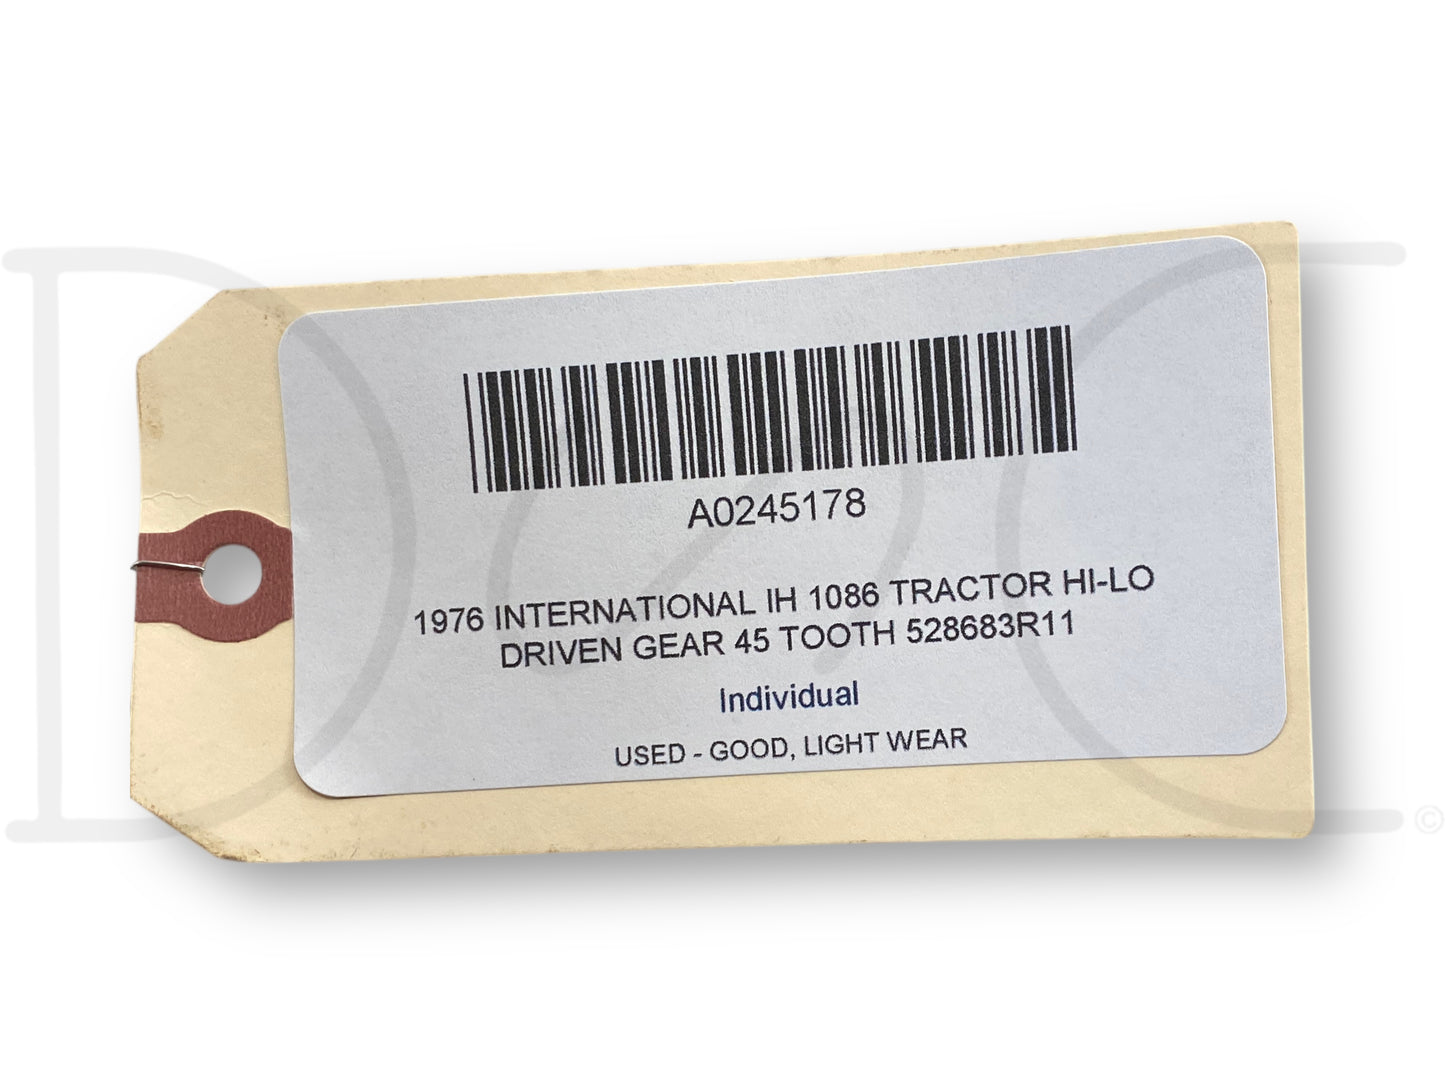 A0245178
1976 INTERNATIONAL IH 1086 TRACTOR HI-LO
DRIVEN GEAR 45 TOOTH 528683R11
Individual
USED - GOOD, LIGHT WEAR
©